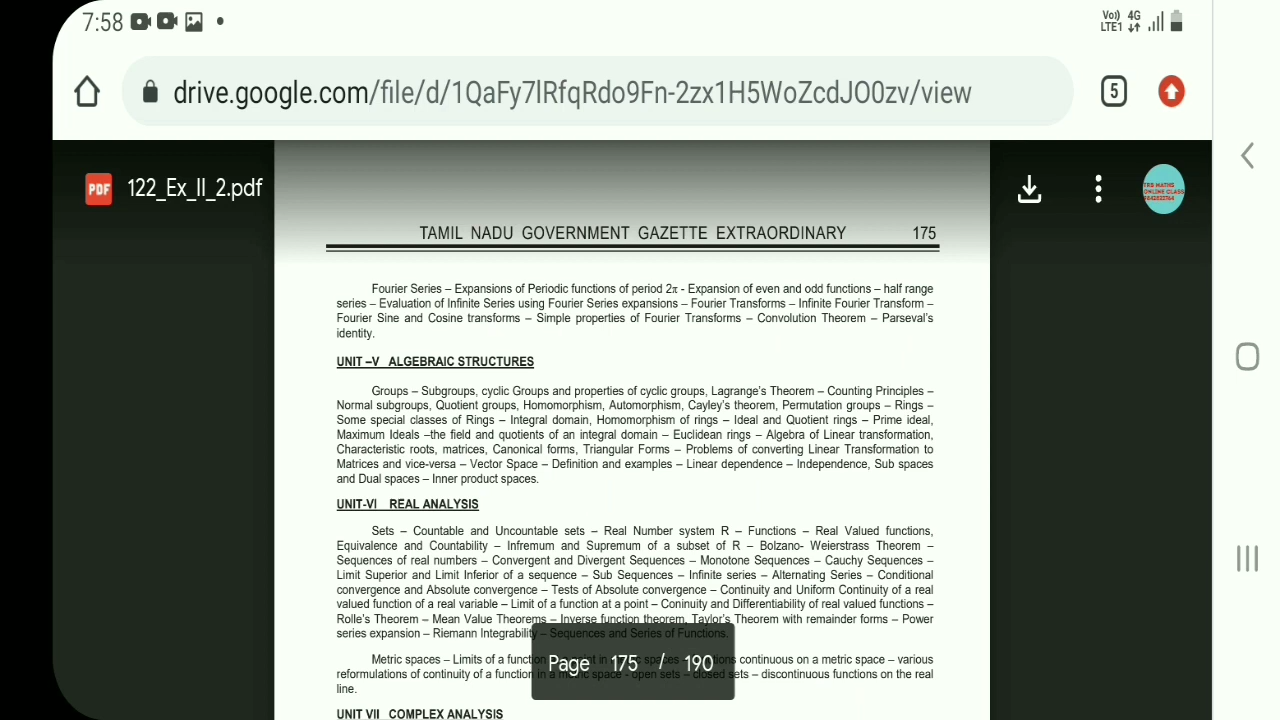 7:58
Vo)) 4G
LTE1
drive.google.com/file/d/1QaFy7lRfqRdo9Fn-2zx1H5WoZcdJO0zv/view
5
PDF 122_Ex_II_2.pdf
TRB MATHS
ONLINE CLASS
TAMIL NADU GOVERNMENT GAZETTE EXTRAORDINARY 175
Fourier Series – Expansions of Periodic functions of period 2π - Expansion of even and odd functions – half range
series – Evaluation of Infinite Series using Fourier Series expansions – Fourier Transforms – Infinite Fourier Transform –
Fourier Sine and Cosine transforms – Simple properties of Fourier Transforms – Convolution Theorem – Parseval's
identity.
UNIT –V ALGEBRAIC STRUCTURES
Groups – Subgroups, cyclic Groups and properties of cyclic groups, Lagrange's Theorem – Counting Principles –
Normal subgroups, Quotient groups, Homomorphism, Automorphism, Cayley's theorem, Permutation groups – Rings –
Some special classes of Rings – Integral domain, Homomorphism of rings – Ideal and Quotient rings – Prime ideal,
Maximum Ideals –the field and quotients of an integral domain – Euclidean rings – Algebra of Linear transformation,
Characteristic roots, matrices, Canonical forms, Triangular Forms – Problems of converting Linear Transformation to
Matrices and vice-versa – Vector Space – Definition and examples – Linear dependence – Independence, Sub spaces
and Dual spaces – Inner product spaces.
UNIT-VI REAL ANALYSIS
Sets – Countable and Uncountable sets – Real Number system R – Functions – Real Valued functions,
Equivalence and Countability – Infremum and Supremum of a subset of R – Bolzano- Weierstrass Theorem –
Sequences of real numbers – Convergent and Divergent Sequences – Monotone Sequences – Cauchy Sequences –
Limit Superior and Limit Inferior of a sequence – Sub Sequences – Infinite series – Alternating Series – Conditional
convergence and Absolute convergence – Tests of Absolute convergence – Continuity and Uniform Continuity of a real
valued function of a real variable – Limit of a function at a point – Coninuity and Differentiability of real valued functions –
Rolle's Theorem – Mean Value Theorems – Inverse function theorem, Taylor's Theorem with remainder forms – Power
series expansion – Riemann Integrability – Sequences and Series of Functions.
Metric spaces – Limits of a function point in spaces – functions continuous on a metric space – various
reformulations of continuity of a function in a metric space - open sets – closed sets – discontinuous functions on the real
line.
Page 175 / 190
UNIT VII COMPLEX ANALYSIS